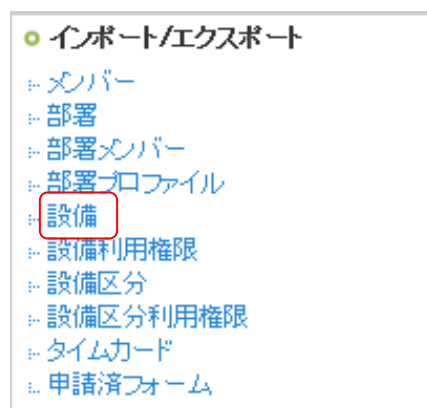 インポート/エクスポート
メンバー
部署
部署メンバー
部署プロファイル
設備
設備利用権限
設備区分
設備区分利用権限
タイムカード
申請済フォーム